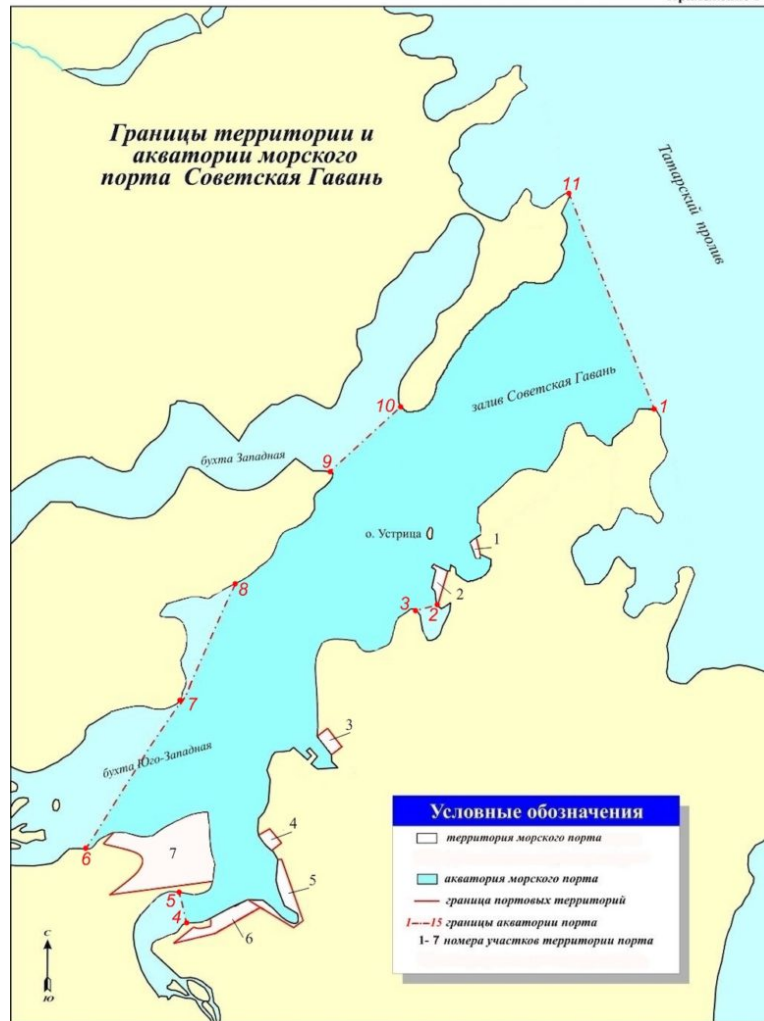 Границы территории и
акватории морского
порта Советская Гавань
Татарский пролив
11
залив Советская Гавань
10
1
бухта Западная
9
о. Устрица
1
8
2
3
2
7
3
бухта Юго-Западная
4
6
7
5
5
4
6
Условные обозначения
территория морского порта
акватория морского порта
граница портовых территорий
1-··-15 границы акватории порта
1- 7 номера участков территории порта
С
Ю